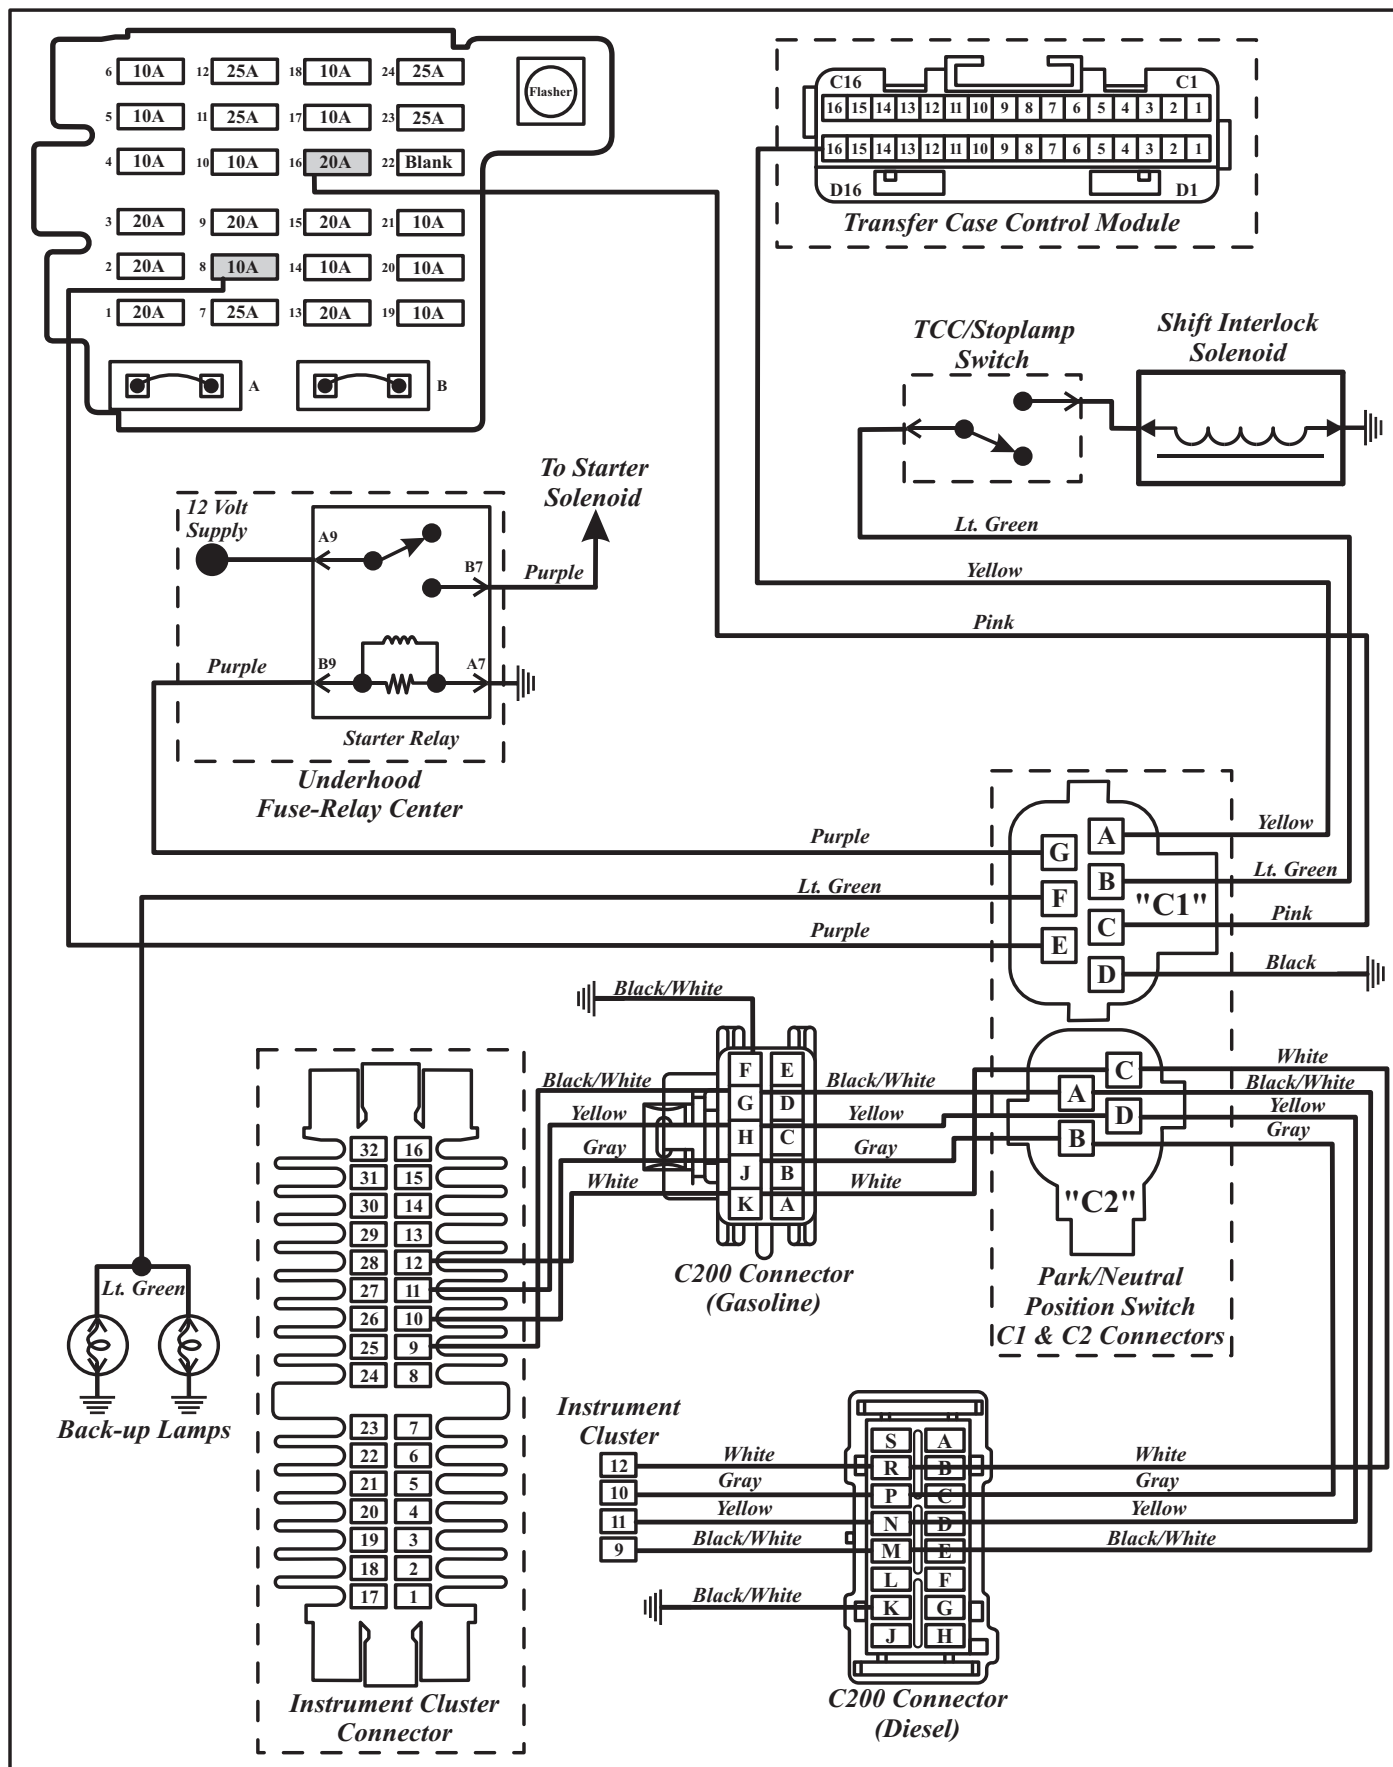 6 10A 12 25A 18 10A 24 25A
Flasher
5 10A 11 25A 17 10A 23 25A
4 10A 10 10A 16 20A 22 Blank
3 20A 9 20A 15 20A 21 10A
2 20A 8 10A 14 10A 20 10A
1 20A 7 25A 13 20A 19 10A
A B
C16 C1
16 15 14 13 12 11 10 9 8 7 6 5 4 3 2 1
16 15 14 13 12 11 10 9 8 7 6 5 4 3 2 1
D16 D1
Transfer Case Control Module
TCC/Stoplamp
Switch
Shift Interlock
Solenoid
Lt. Green
Yellow
Pink
To Starter
Solenoid
12 Volt
Supply
A9
B7
Purple
Purple
B9 A7
Starter Relay
Underhood
Fuse-Relay Center
Purple
Lt. Green
Purple
G
F
E
A
B
C
D
"C1"
Yellow
Lt. Green
Pink
Black
Black/White
Black/White
Yellow
Gray
White
F E
G D
H C
J B
K A
Black/White
Yellow
Gray
White
C
A
D
B
"C2"
White
Black/White
Yellow
Gray
C200 Connector
(Gasoline)
Park/Neutral
Position Switch
C1 & C2 Connectors
32 16
31 15
30 14
29 13
28 12
27 11
26 10
25 9
24 8
23 7
22 6
21 5
20 4
19 3
18 2
17 1
Instrument Cluster
Connector
Lt. Green
Back-up Lamps
Instrument
Cluster
12 White
10 Gray
11 Yellow
9 Black/White
Black/White
S A
R B
P C
N D
M E
L F
K G
J H
White
Gray
Yellow
Black/White
C200 Connector
(Diesel)